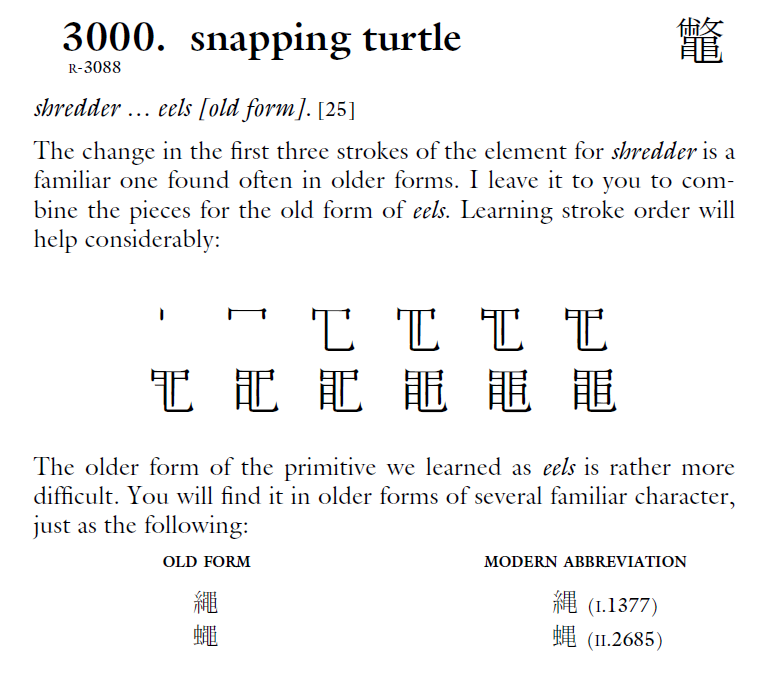 3000. snapping turtle 鼈
R-3088
shredder ... eels [old form]. [25]
The change in the first three strokes of the element for shredder is a
familiar one found often in older forms. I leave it to you to com-
bine the pieces for the old form of eels. Learning stroke order will
help considerably:
The older form of the primitive we learned as eels is rather more
difficult. You will find it in older forms of several familiar character,
just as the following:
OLD FORM MODERN ABBREVIATION
繩 縄 (I.1377)
蠅 蝿 (II.2685)